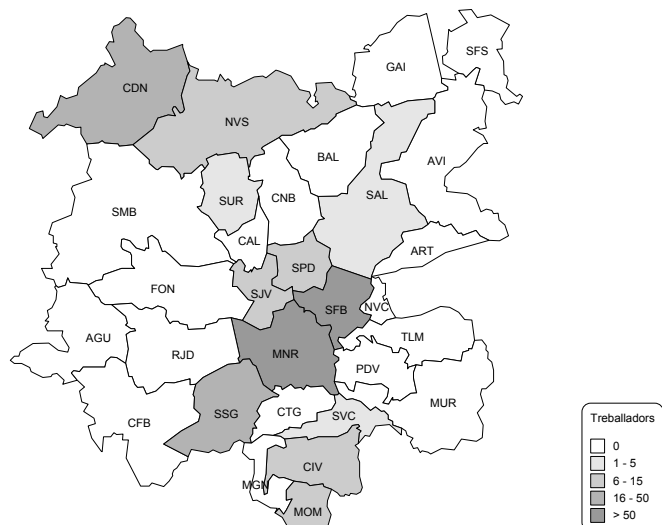 SFS
GAI
CDN
NVS
BAL
AVI
SUR
CNB
SAL
SMB
CAL
ART
SPD
FON
SJV
SFB
NVC
AGU
RJD
MNR
TLM
PDV
CFB
SSG
CTG
SVC
MUR
CIV
MGN
MOM
Treballadors
0
1 - 5
6 - 15
16 - 50
> 50